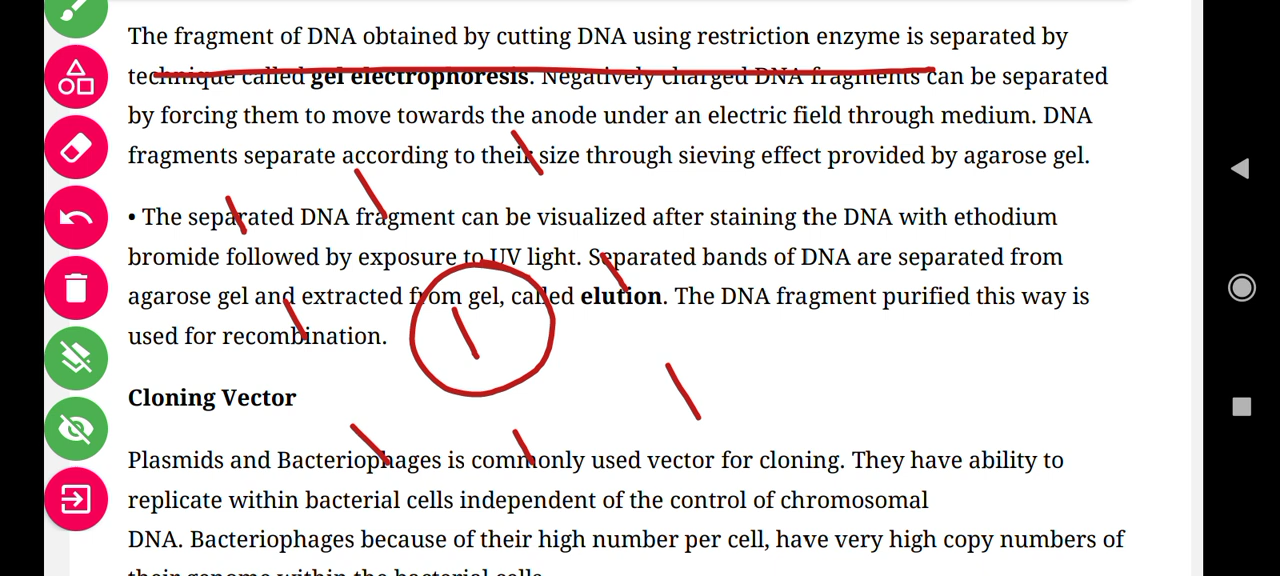 The fragment of DNA obtained by cutting DNA using restriction enzyme is separated by
technique called gel electrophoresis. Negatively charged DNA fragments can be separated
by forcing them to move towards the anode under an electric field through medium. DNA
fragments separate according to their size through sieving effect provided by agarose gel.
• The separated DNA fragment can be visualized after staining the DNA with ethodium
bromide followed by exposure to UV light. Separated bands of DNA are separated from
agarose gel and extracted from gel, called elution. The DNA fragment purified this way is
used for recombination.
Cloning Vector
Plasmids and Bacteriophages is commonly used vector for cloning. They have ability to
replicate within bacterial cells independent of the control of chromosomal
DNA. Bacteriophages because of their high number per cell, have very high copy numbers of
their genome within the bacterial cells.